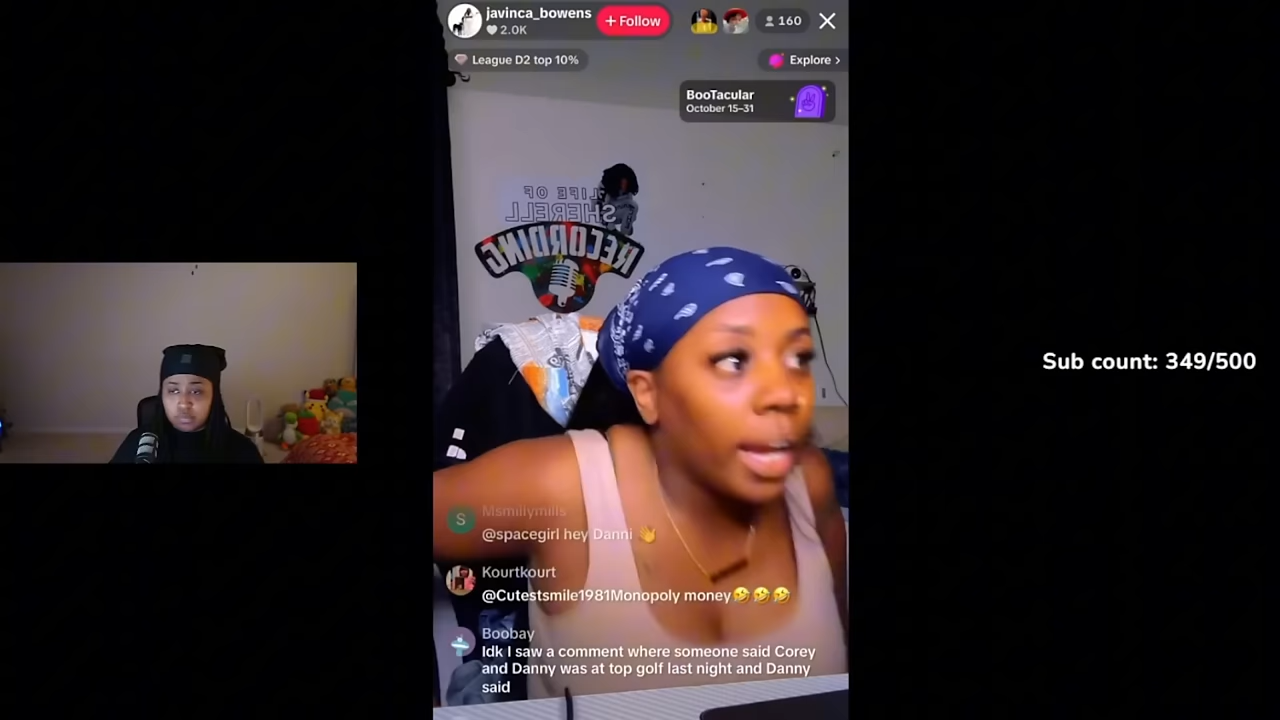 javinca_bowens
+ Follow
2.0K
160
League D2 top 10%
Explore >
BooTacular
October 15–31
LIFE OF
SHERELL
RECORDING
Sub count: 349/500
Msmillymills
@spacegirl hey Danni 👋
Kourtkourt
@Cutestsmile1981Monopoly money🤣🤣🤣
Boobay
Idk I saw a comment where someone said Corey
and Danny was at top golf last night and Danny
said
S